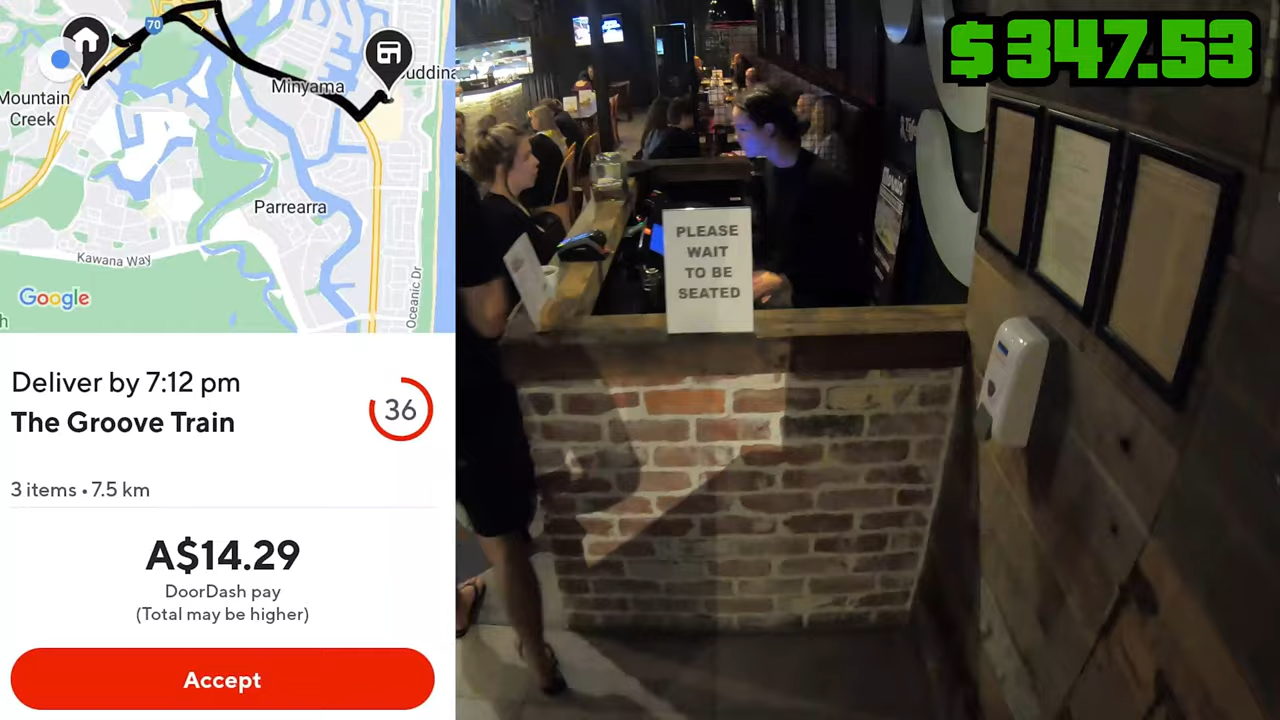 70
Minyama
Mountain
Creek
Parrearra
Kawana Way
Oceanic Dr
Google
Deliver by 7:12 pm
The Groove Train
36
3 items • 7.5 km
A$14.29
DoorDash pay
(Total may be higher)
Accept
$347.53
PLEASE
WAIT
TO BE
SEATED